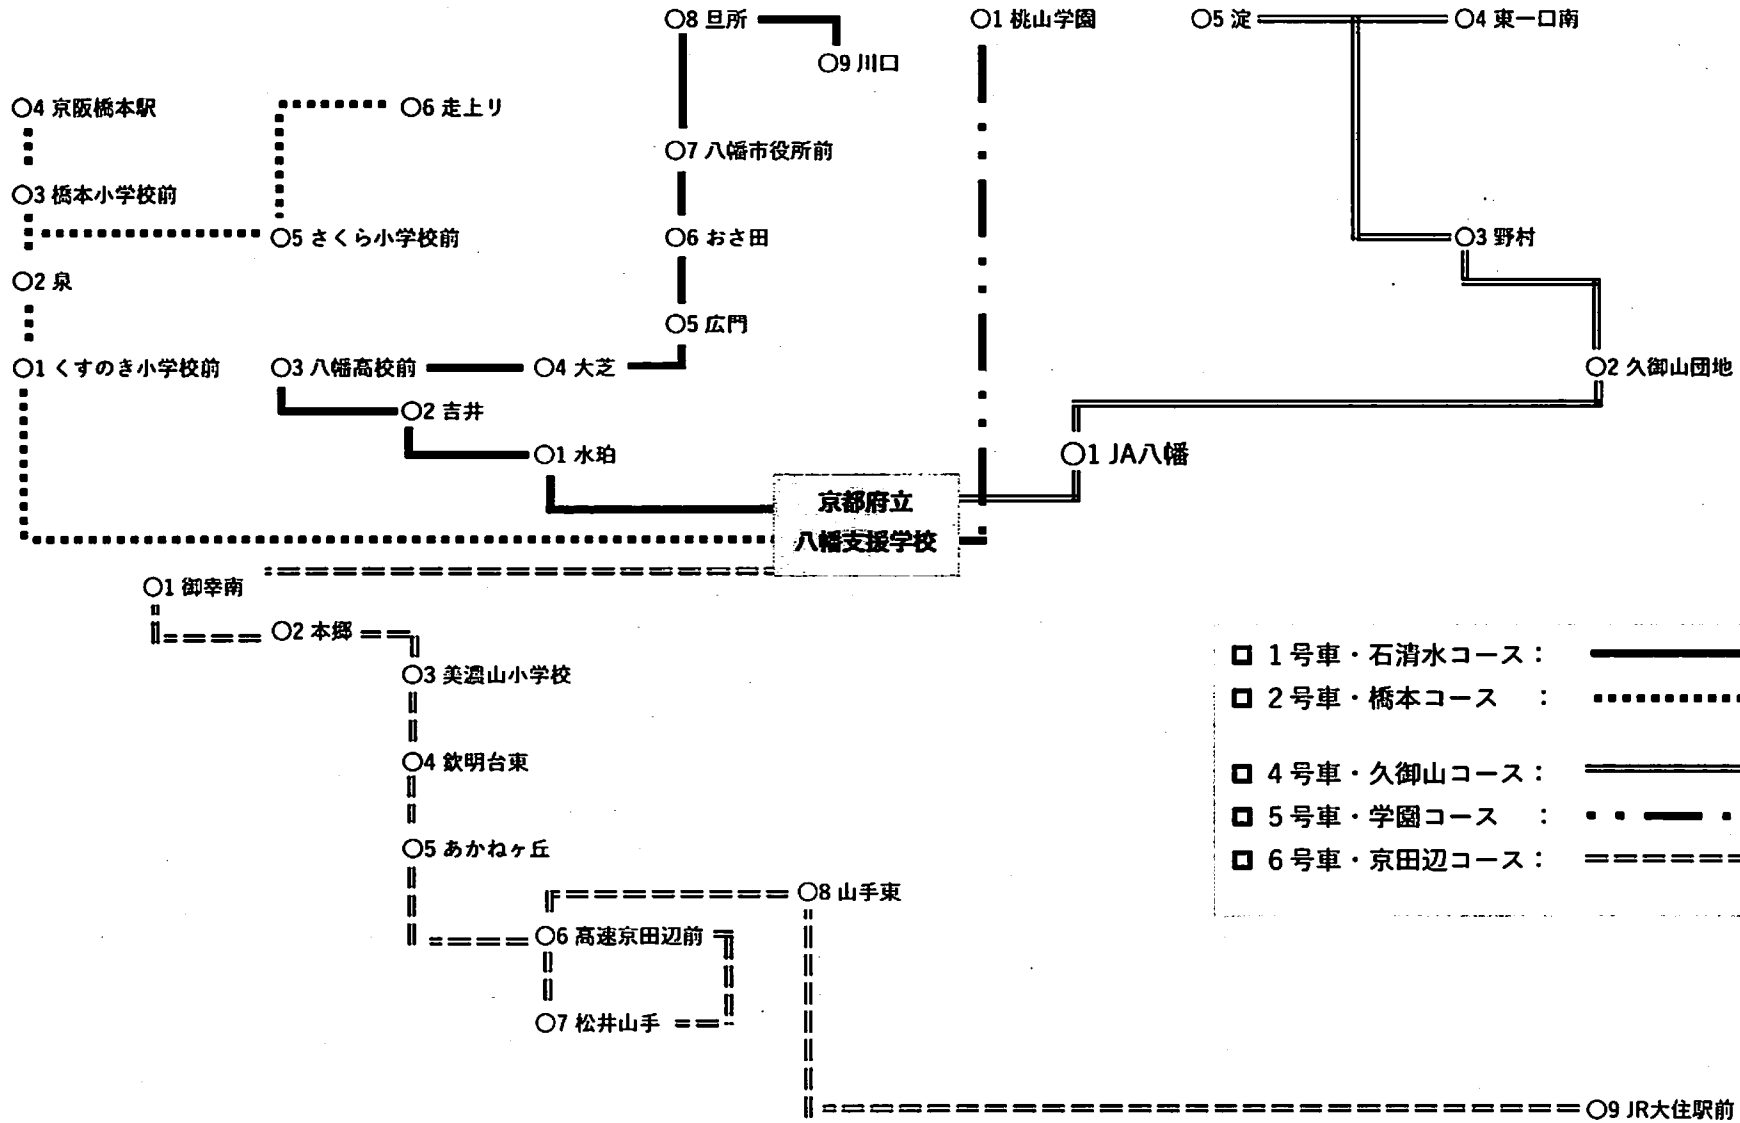 ○8 旦所
○1 桃山学園
○5 淀
○4 東一口南
○9 川口
○4 京阪橋本駅
○6 走上り
○7 八幡市役所前
○3 橋本小学校前
○5 さくら小学校前
○6 おさ田
○3 野村
○2 泉
○5 広門
○1 くすのき小学校前
○3 八幡高校前
○4 大芝
○2 久御山団地
○2 吉井
○1 水珀
○1 JA八幡
京都府立
八幡支援学校
○1 御幸南
○2 本郷
○3 美濃山小学校
○4 欽明台東
○5 あかねヶ丘
○8 山手東
○6 高速京田辺前
○7 松井山手
○9 JR大住駅前
□ 1号車・石清水コース：
□ 2号車・橋本コース ：
□ 4号車・久御山コース：
□ 5号車・学園コース ：
□ 6号車・京田辺コース：